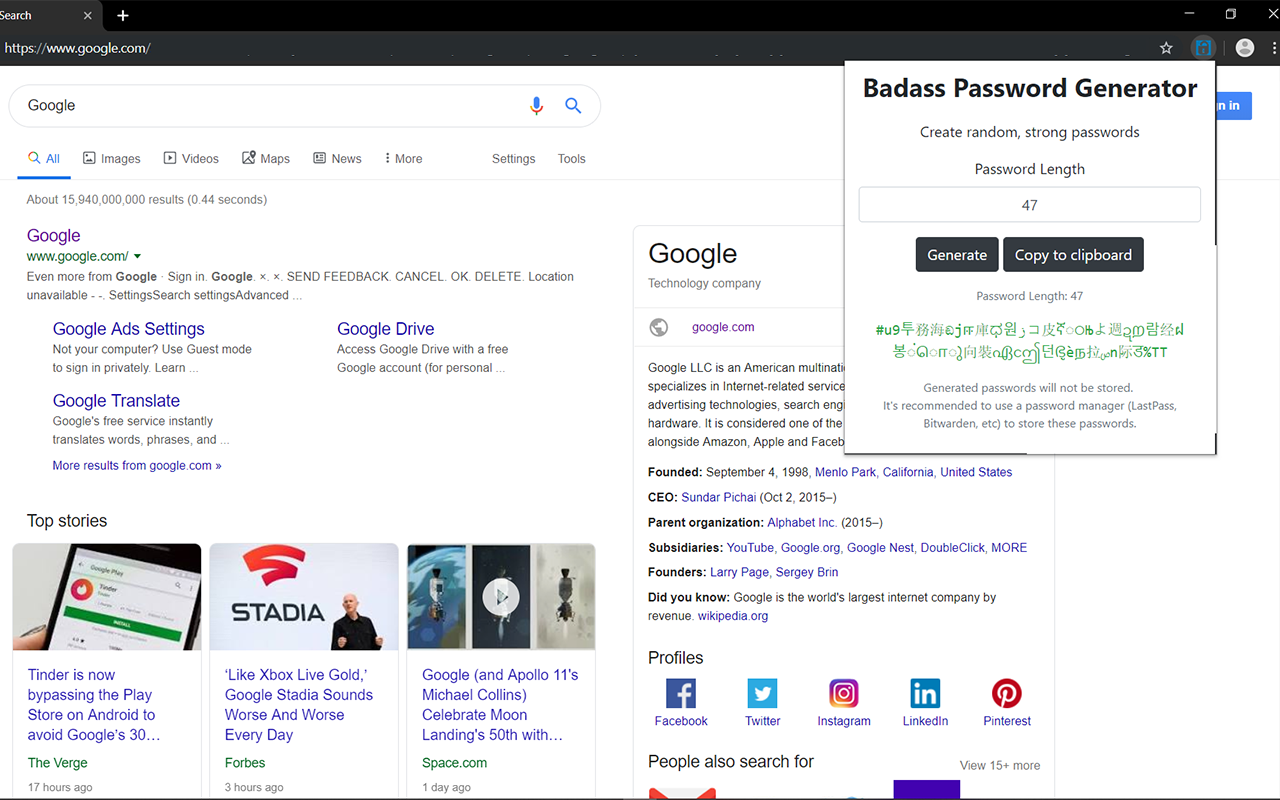 Search
https://www.google.com/
Google
All Images Videos Maps News More Settings Tools
About 15,940,000,000 results (0.44 seconds)
Google
www.google.com/
Even more from Google · Sign in. Google. ×. ×. SEND FEEDBACK. CANCEL. OK. DELETE. Location
unavailable - -. SettingsSearch settingsAdvanced ...
Google Ads Settings
Not your computer? Use Guest mode
to sign in privately. Learn ...
Google Drive
Access Google Drive with a free
Google account (for personal ...
Google Translate
Google's free service instantly
translates words, phrases, and ...
More results from google.com »
Top stories
Google Play
Tinder
INSTALL
STADIA
Tinder is now
bypassing the Play
Store on Android to
avoid Google's 30…
The Verge
17 hours ago
‘Like Xbox Live Gold,’
Google Stadia Sounds
Worse And Worse
Every Day
Forbes
3 hours ago
Google (and Apollo 11's
Michael Collins)
Celebrate Moon
Landing's 50th with…
Space.com
1 day ago
Google
Technology company
google.com
Google LLC is an American
specializes in Internet-related
advertising technologies, search
hardware. It is considered one of the
alongside Amazon, Apple and
Founded: September 4, 1998, Menlo Park, California, United States
CEO: Sundar Pichai (Oct 2, 2015–)
Parent organization: Alphabet Inc. (2015–)
Subsidiaries: YouTube, Google.org, Google Nest, DoubleClick, MORE
Founders: Larry Page, Sergey Brin
Did you know: Google is the world's largest internet company by
revenue. wikipedia.org
Profiles
Facebook Twitter Instagram LinkedIn Pinterest
People also search for View 15+ more
Badass Password Generator
in in
Create random, strong passwords
Password Length
47
Generate Copy to clipboard
Password Length: 47
Generated passwords will not be stored.
It's recommended to use a password manager (LastPass,
Bitwarden, etc) to store these passwords.